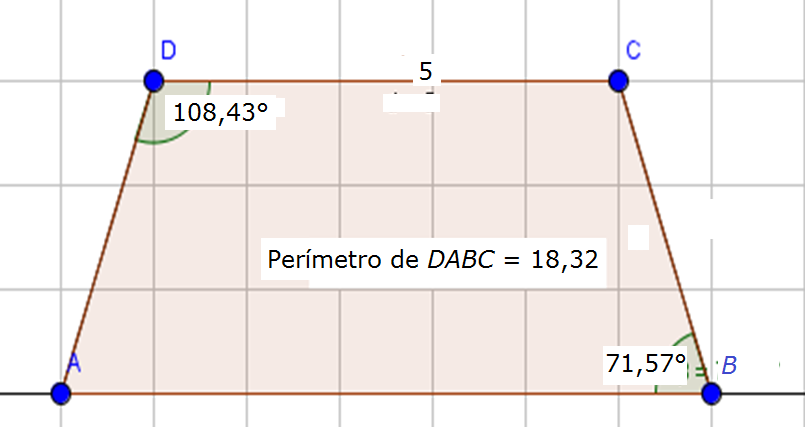 D
C
5
108,43°
Perímetro de DABC = 18,32
A
71,57° =
B